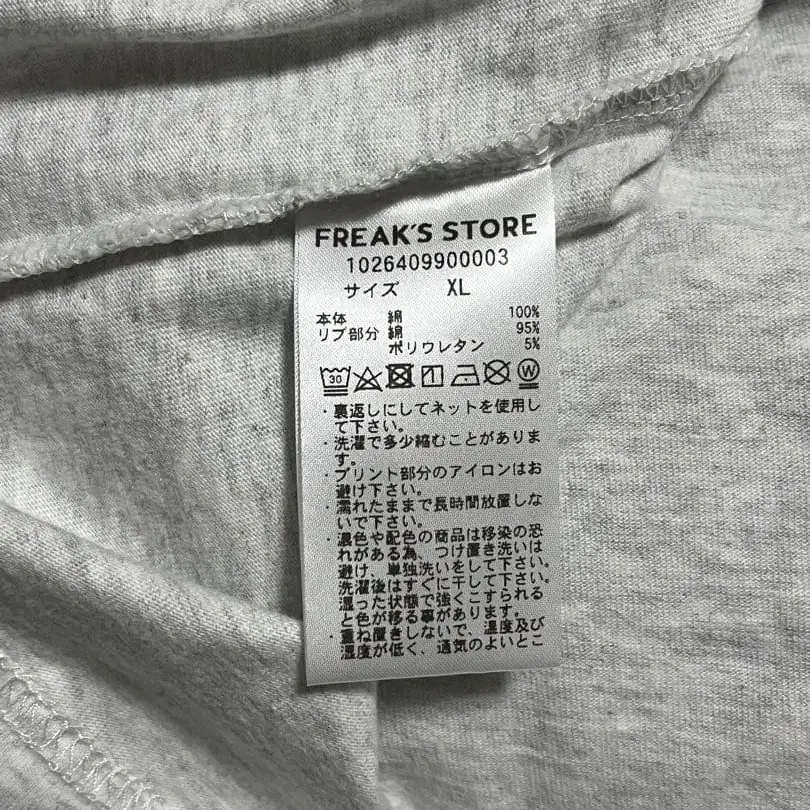 FREAK'S STORE
1026409900003
サイズ XL
本体 綿 100%
リブ部分 綿 95%
ポリウレタン 5%
30 W
・裏返しにしてネットを使用し
て下さい。
・洗濯で多少縮むことがありま
す。
・プリント部分のアイロンはお
避け下さい。
・濡れたままで長時間放置しな
いで下さい。
・濃色や配色の商品は移染の恐
れがある為、つけ置き洗いは
避け、単独洗いをして下さい。
洗濯後はすぐに干して下さい。
湿った状態で強くこすられる
と色が移る事があります。
・重ね置きしないで、温度及び
湿度が低く、通気のよいとこ